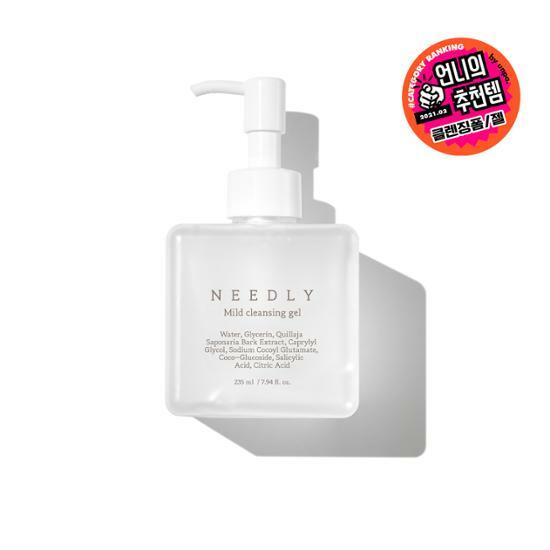 #CATEGORY RANKING
by unpa.
언니의
추천템
2021.02
클렌징폼/젤
NEEDLY
Mild cleansing gel
Water, Glycerin, Quillaja
Saponaria Bark Extract, Caprylyl
Glycol, Sodium Cocoyl Glutamate,
Coco-Glucoside, Salicylic
Acid, Citric Acid
235 ml / 7.94 fl. oz.